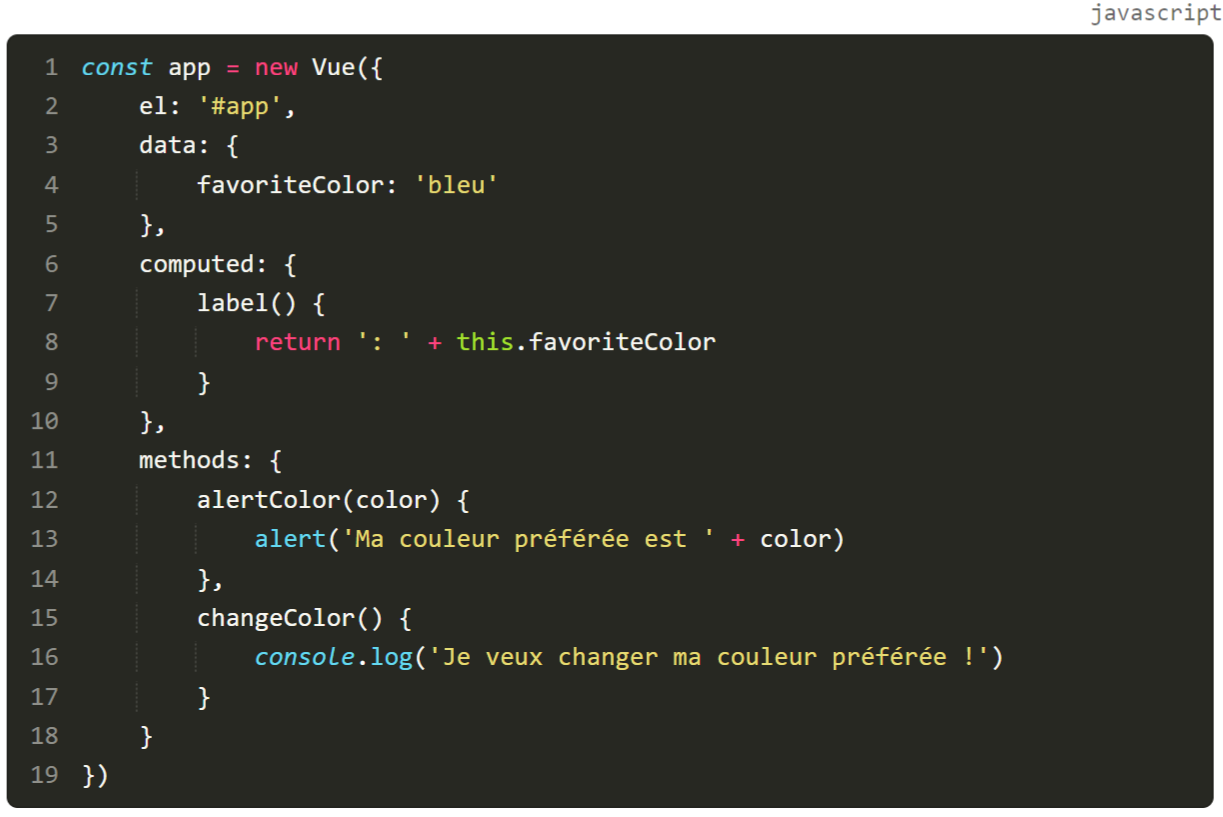 javascript
1 const app = new Vue({
2     el: '#app',
3     data: {
4         favoriteColor: 'bleu'
5     },
6     computed: {
7         label() {
8             return ': ' + this.favoriteColor
9         }
10     },
11     methods: {
12         alertColor(color) {
13             alert('Ma couleur préférée est ' + color)
14         },
15         changeColor() {
16             console.log('Je veux changer ma couleur préférée !')
17         }
18     }
19 })